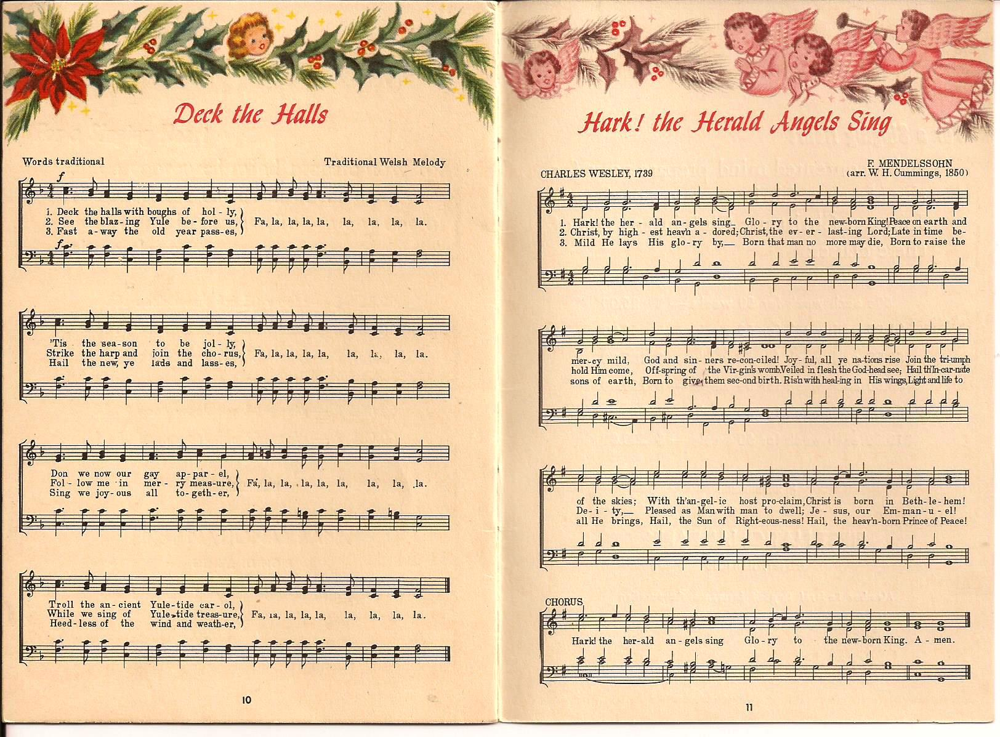 Deck the Halls
Words traditional
Traditional Welsh Melody
f
1. Deck the halls with boughs of hol - ly,
2. See the blaz - ing Yule be - fore us,
3. Fast a - way the old year pass - es,
Fa, la, la, la, la, la, la, la, la.
f
'Tis the sea - son to be jol - ly,
Strike the harp and join the cho - rus,
Hail the new, ye lads and lass - es,
Fa, la, la, la, la, la, la, la, la.
Don we now our gay ap - par - el,
Fol - low me in mer - ry meas - ure,
Sing we joy - ous all to - geth - er,
Fa, la, la, la, la, la, la, la, la.
Troll the an - cient Yule - tide car - ol,
While we sing of Yule - tide treas - ure,
Heed - less of the wind and weath - er,
Fa, la, la, la, la, la, la, la, la.
10
Hark! the Herald Angels Sing
CHARLES WESLEY, 1739
F. MENDELSSOHN
(arr. W. H. Cummings, 1850)
1. Hark! the her - ald an - gels sing Glo - ry to the new - born King! Peace on earth and
2. Christ, by high - est heav'n a - dored; Christ, the ev - er - last - ing Lord; Late in time be -
3. Mild He lays His glo - ry by, Born that man no more may die, Born to raise the
mer - cy mild, God and sin - ners re - con - ciled! Joy - ful, all ye na - tions rise Join the tri - umph
hold Him come, Off - spring of the Vir - gin's womb. Veiled in flesh the God - head see; Hail th' In - car - nate
sons of earth, Born to give them sec - ond birth. Ris'n with heal - ing in His wings, Light and life to
of the skies; With th' an - gel - ic host pro - claim, Christ is born in Beth - le - hem!
De - i - ty, Pleased as Man with man to dwell; Je - sus, our Em - man - u - el!
all He brings, Hail, the Sun of Right - eous - ness! Hail, the heav'n - born Prince of Peace!
CHORUS
Hark! the her - ald an - gels sing Glo - ry to the new - born King. A - men.
11